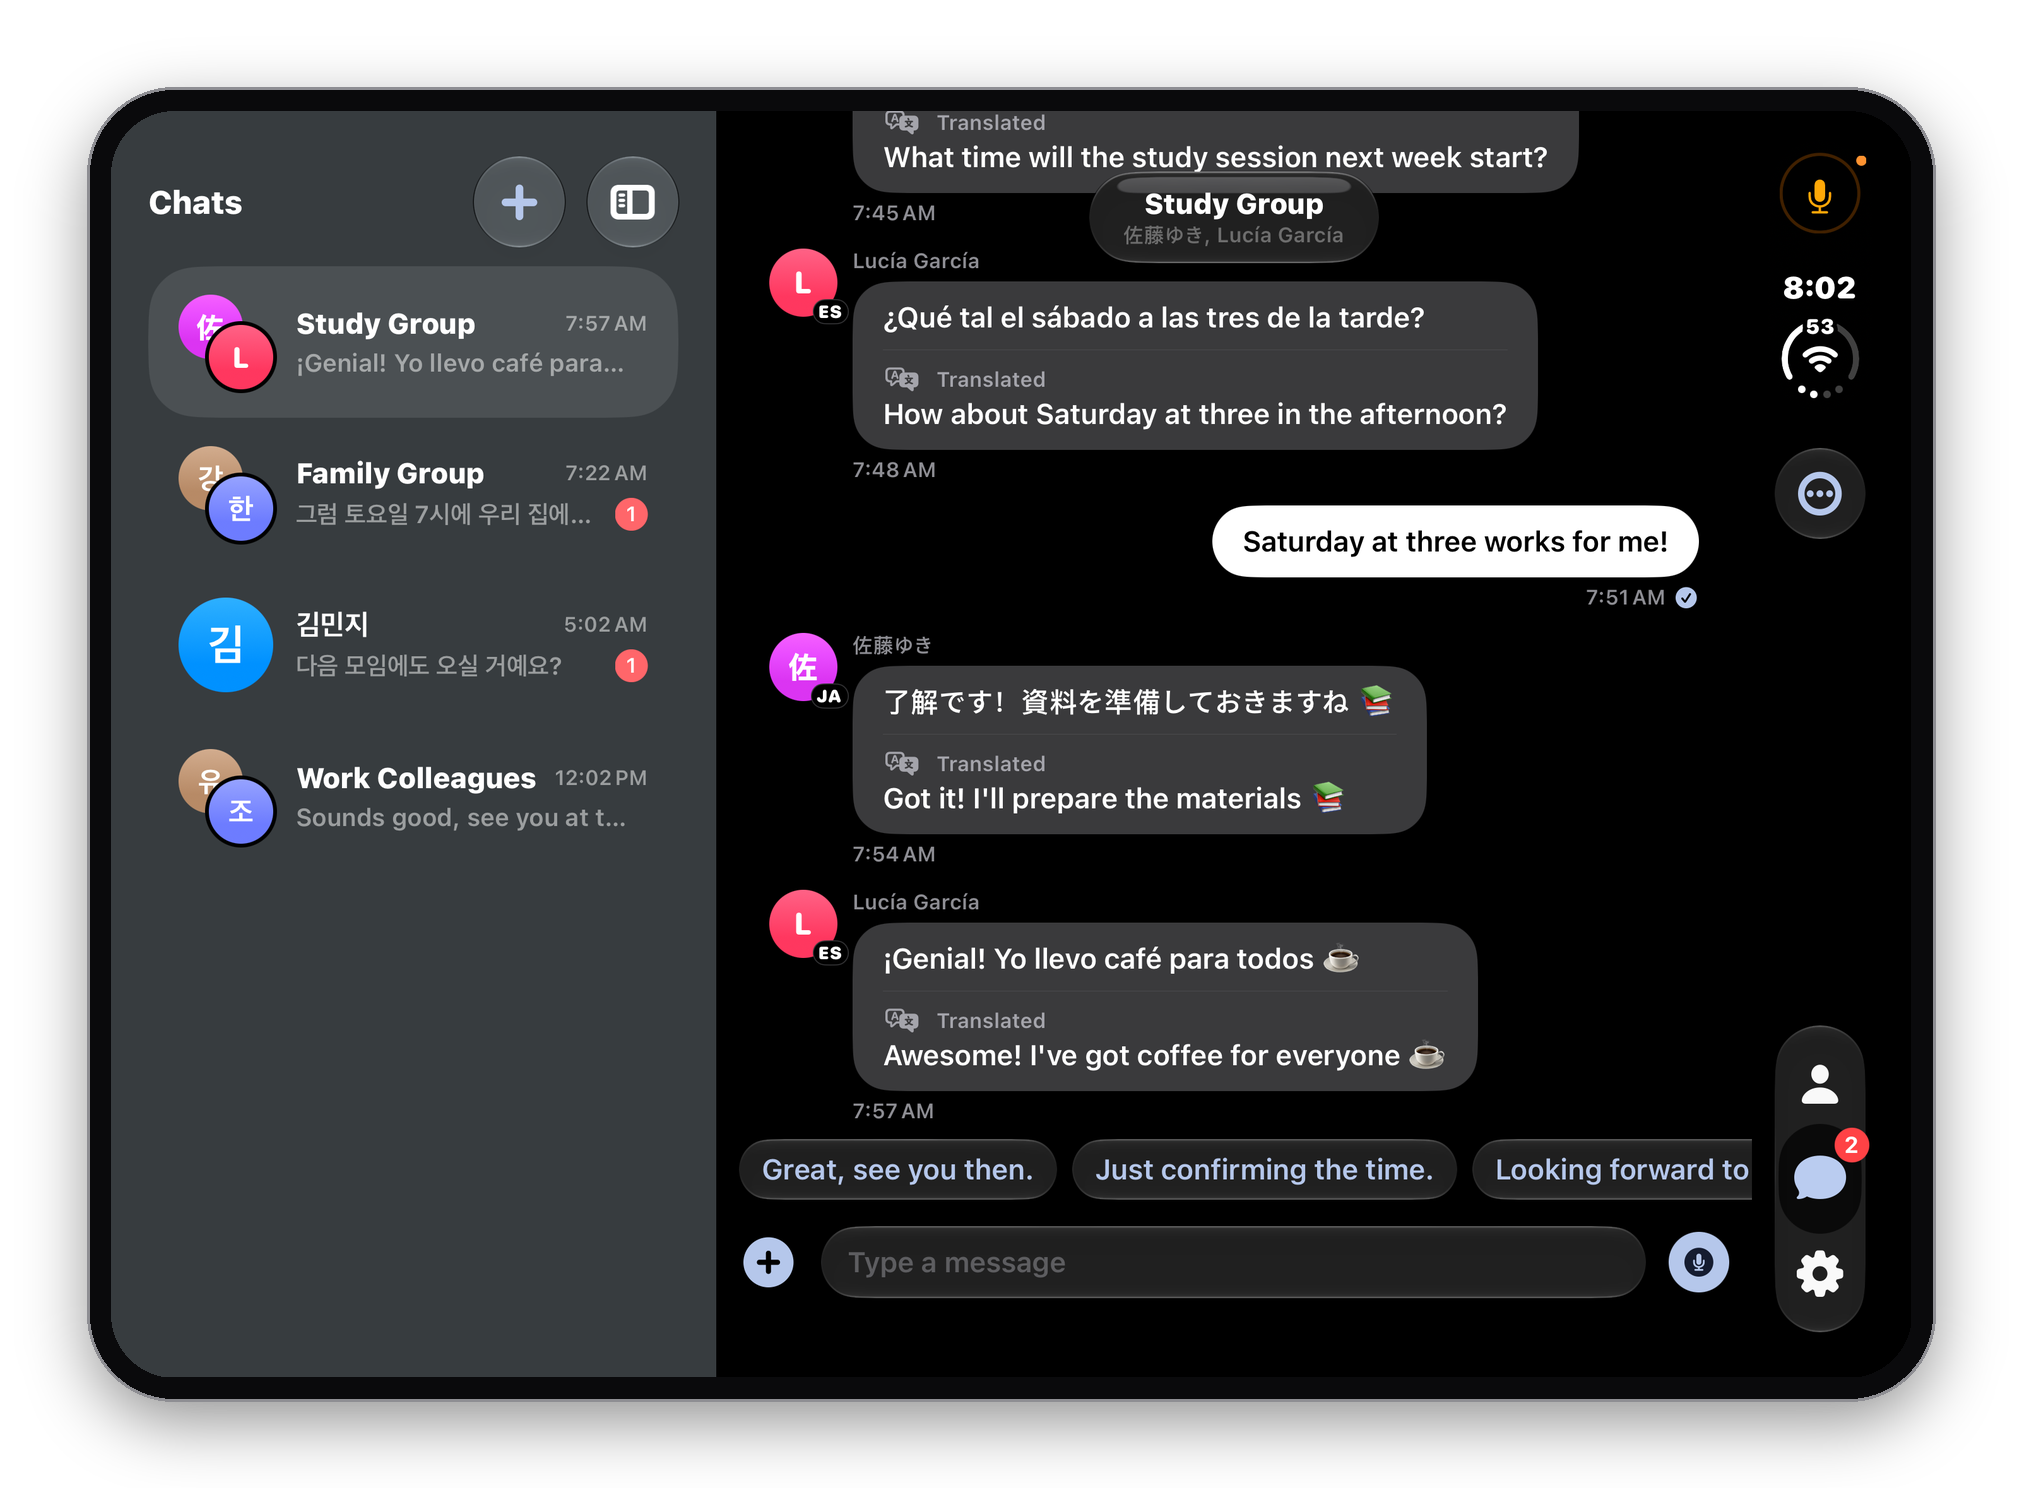 Chats
佐
L
Study Group
7:57 AM
¡Genial! Yo llevo café para...
강
한
Family Group
7:22 AM
그럼 토요일 7시에 우리 집에...
1
김
김민지
5:02 AM
다음 모임에도 오실 거예요?
1
조
Work Colleagues
12:02 PM
Sounds good, see you at t...
Translated
What time will the study session next week start?
7:45 AM
Study Group
佐藤ゆき, Lucía García
Lucía García
L
ES
¿Qué tal el sábado a las tres de la tarde?
Translated
How about Saturday at three in the afternoon?
7:48 AM
Saturday at three works for me!
7:51 AM
佐藤ゆき
佐
JA
了解です！資料を準備しておきますね 📚
Translated
Got it! I'll prepare the materials 📚
7:54 AM
Lucía García
L
ES
¡Genial! Yo llevo café para todos ☕
Translated
Awesome! I've got coffee for everyone ☕
7:57 AM
Great, see you then.
Just confirming the time.
Looking forward to
Type a message
8:02
53
2